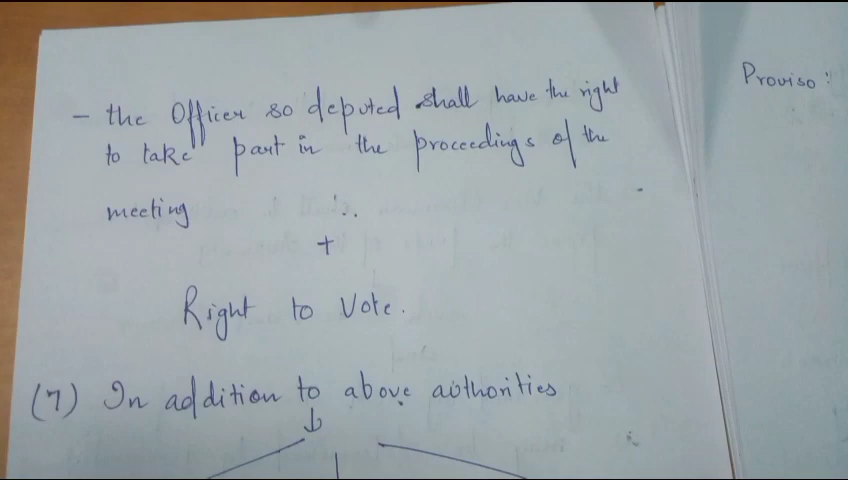 - the Officer so deputed shall have the right
to take part in the proceedings of the
meeting
+
Right to Vote.
(7) In addition to above authorities
Proviso: